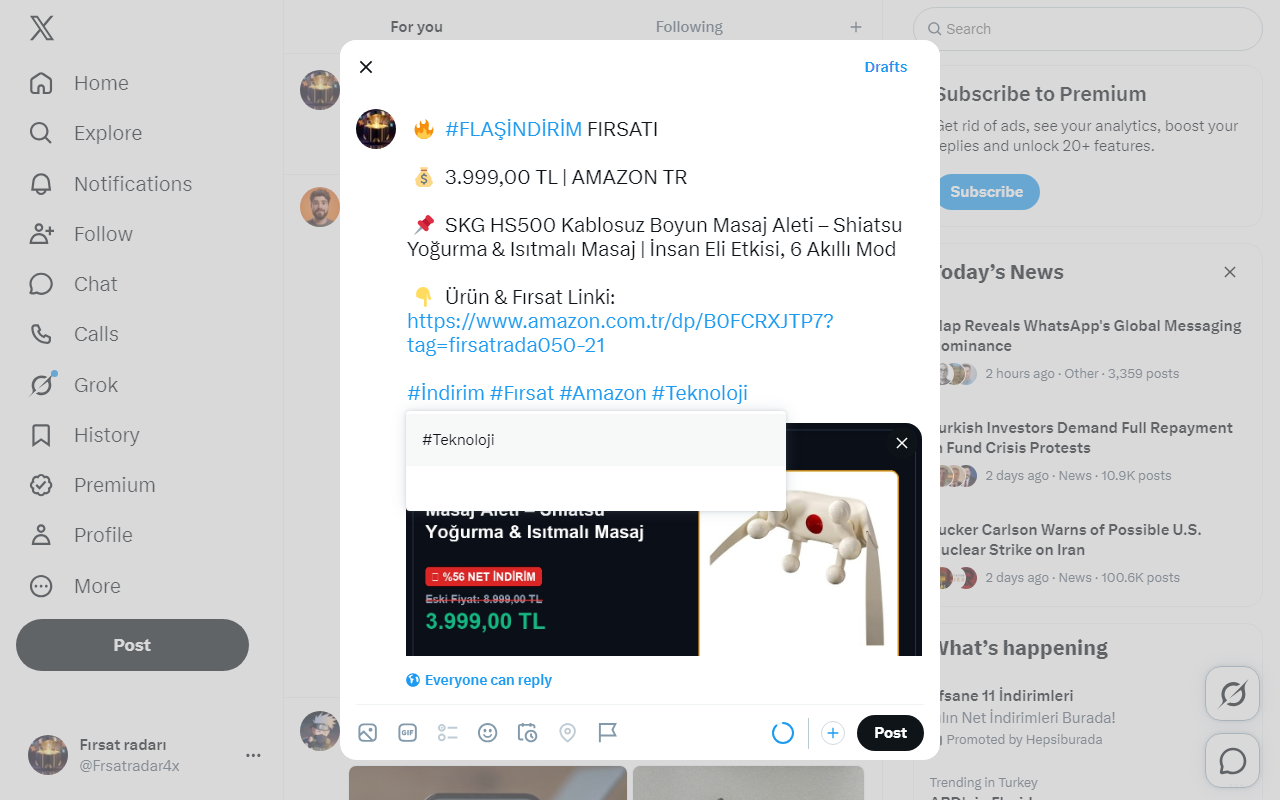 For you
Following
Search
Home
Explore
Notifications
Follow
Chat
Calls
Grok
History
Premium
Profile
More
Post
Fırsat radarı
@Frsatradar4x
Drafts
#FLAŞİNDİRİM FIRSATI
3.999,00 TL | AMAZON TR
SKG HS500 Kablosuz Boyun Masaj Aleti – Shiatsu
Yoğurma & Isıtmalı Masaj | İnsan Eli Etkisi, 6 Akıllı Mod
Ürün & Fırsat Linki:
https://www.amazon.com.tr/dp/B0FCRXJTP7?
tag=firsatrada050-21
#İndirim #Fırsat #Amazon #Teknoloji
#Teknoloji
Masaj Aleti – Shiatsu
Yoğurma & Isıtmalı Masaj
%56 NET İNDİRİM
Eski Fiyat: 8.999,00 TL
3.999,00 TL
Everyone can reply
GIF
Post
Subscribe to Premium
Get rid of ads, see your analytics, boost your
replies and unlock 20+ features.
Subscribe
Today's News
Map Reveals WhatsApp's Global Messaging
Dominance
2 hours ago · Other · 3,359 posts
Turkish Investors Demand Full Repayment
in Fund Crisis Protests
2 days ago · News · 10.9K posts
Tucker Carlson Warns of Possible U.S.
Nuclear Strike on Iran
2 days ago · News · 100.6K posts
What's happening
Efsane 11 İndirimleri
Yılın Net İndirimleri Burada!
Promoted by Hepsiburada
Trending in Turkey